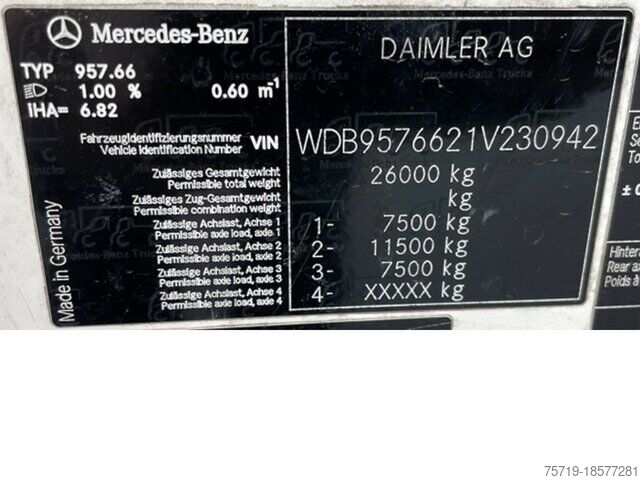 Mercedes-Benz
DAIMLER AG
TYP 957.66
1.00 % 0.60 m⁻¹
iHA= 6.82
Fahrzeugidentifizierungsnummer
Vehicle Identification Number
VIN WDB9576621V230942
Zulässiges Gesamtgewicht
Permissible total weight
26000 kg
Zulässiges Zug-Gesamtgewicht
Permissible combination weight
kg
Zulässige Achslast, Achse 1
Permissible axle load, axle 1
1- 7500 kg
Zulässige Achslast, Achse 2
Permissible axle load, axle 2
2- 11500 kg
Zulässige Achslast, Achse 3
Permissible axle load, axle 3
3- 7500 kg
Zulässige Achslast, Achse 4
Permissible axle load, axle 4
4- XXXXX kg
Made in Germany
Hintera
Rear ax
Poids à
75719-18577281